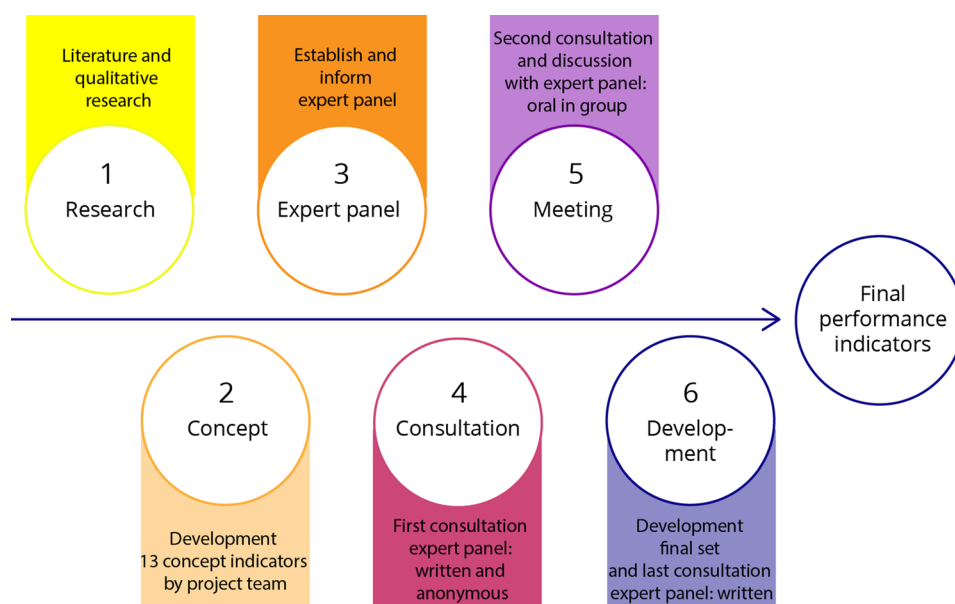 Literature and
qualitative
research
1
Research
Establish and
inform
expert panel
3
Expert panel
Second consultation
and discussion
with expert panel:
oral in group
5
Meeting
Final
performance
indicators
2
Concept
Development
13 concept indicators
by project team
4
Consultation
First consultation
expert panel:
written and
anonymous
6
Develop-
ment
Development
final set
and last consultation
expert panel: written